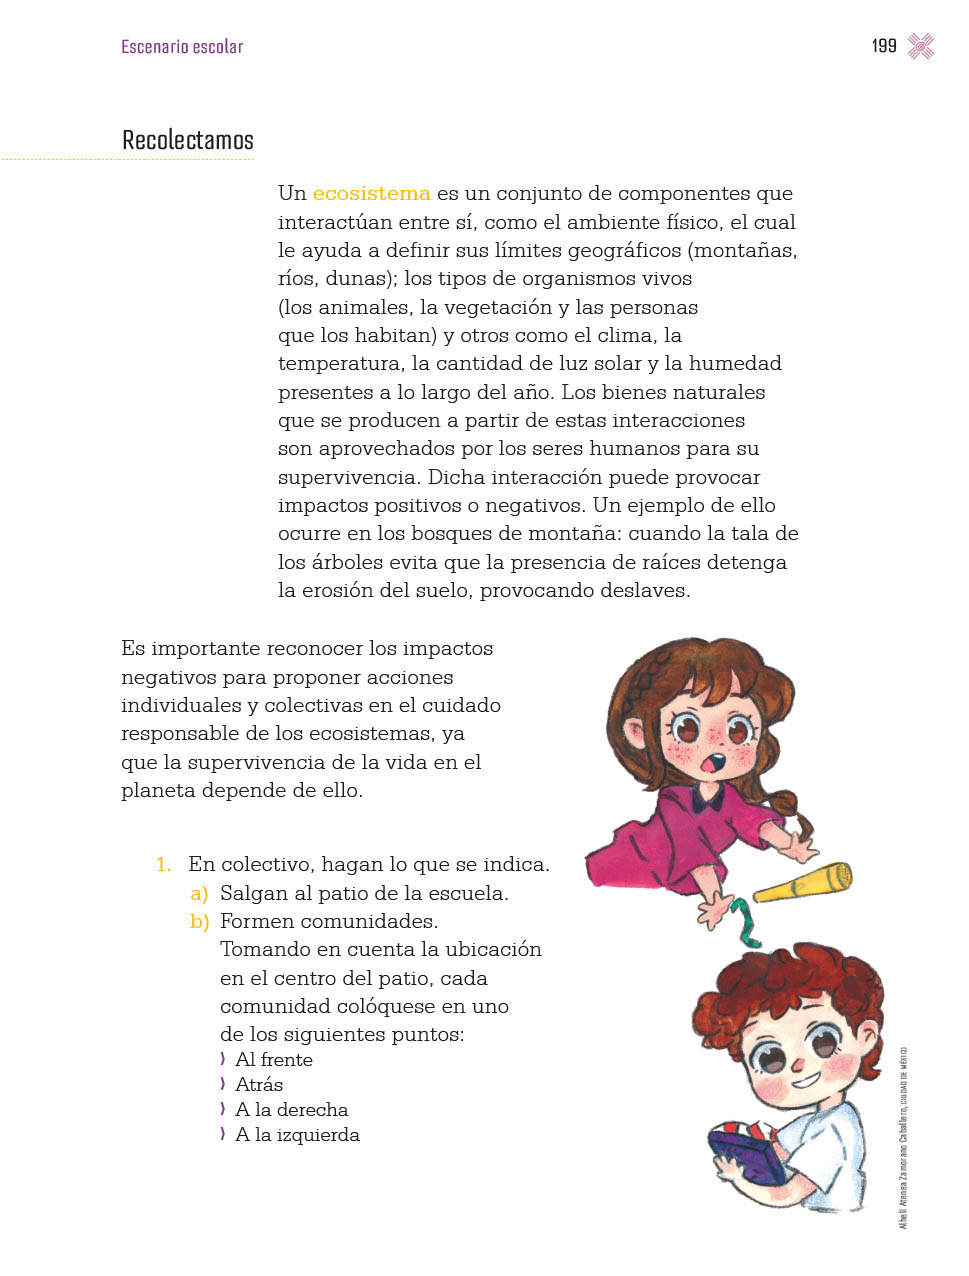 Escenario escolar
199
Recolectamos
Un ecosistema es un conjunto de componentes que
interactúan entre sí, como el ambiente físico, el cual
le ayuda a definir sus límites geográficos (montañas,
ríos, dunas); los tipos de organismos vivos
(los animales, la vegetación y las personas
que los habitan) y otros como el clima, la
temperatura, la cantidad de luz solar y la humedad
presentes a lo largo del año. Los bienes naturales
que se producen a partir de estas interacciones
son aprovechados por los seres humanos para su
supervivencia. Dicha interacción puede provocar
impactos positivos o negativos. Un ejemplo de ello
ocurre en los bosques de montaña: cuando la tala de
los árboles evita que la presencia de raíces detenga
la erosión del suelo, provocando deslaves.
Es importante reconocer los impactos
negativos para proponer acciones
individuales y colectivas en el cuidado
responsable de los ecosistemas, ya
que la supervivencia de la vida en el
planeta depende de ello.
1. En colectivo, hagan lo que se indica.
a) Salgan al patio de la escuela.
b) Formen comunidades.
Tomando en cuenta la ubicación
en el centro del patio, cada
comunidad colóquese en uno
de los siguientes puntos:
⟩ Al frente
⟩ Atrás
⟩ A la derecha
⟩ A la izquierda
Alhelí Atenea Zamorano Caballero, CIUDAD DE MÉXICO